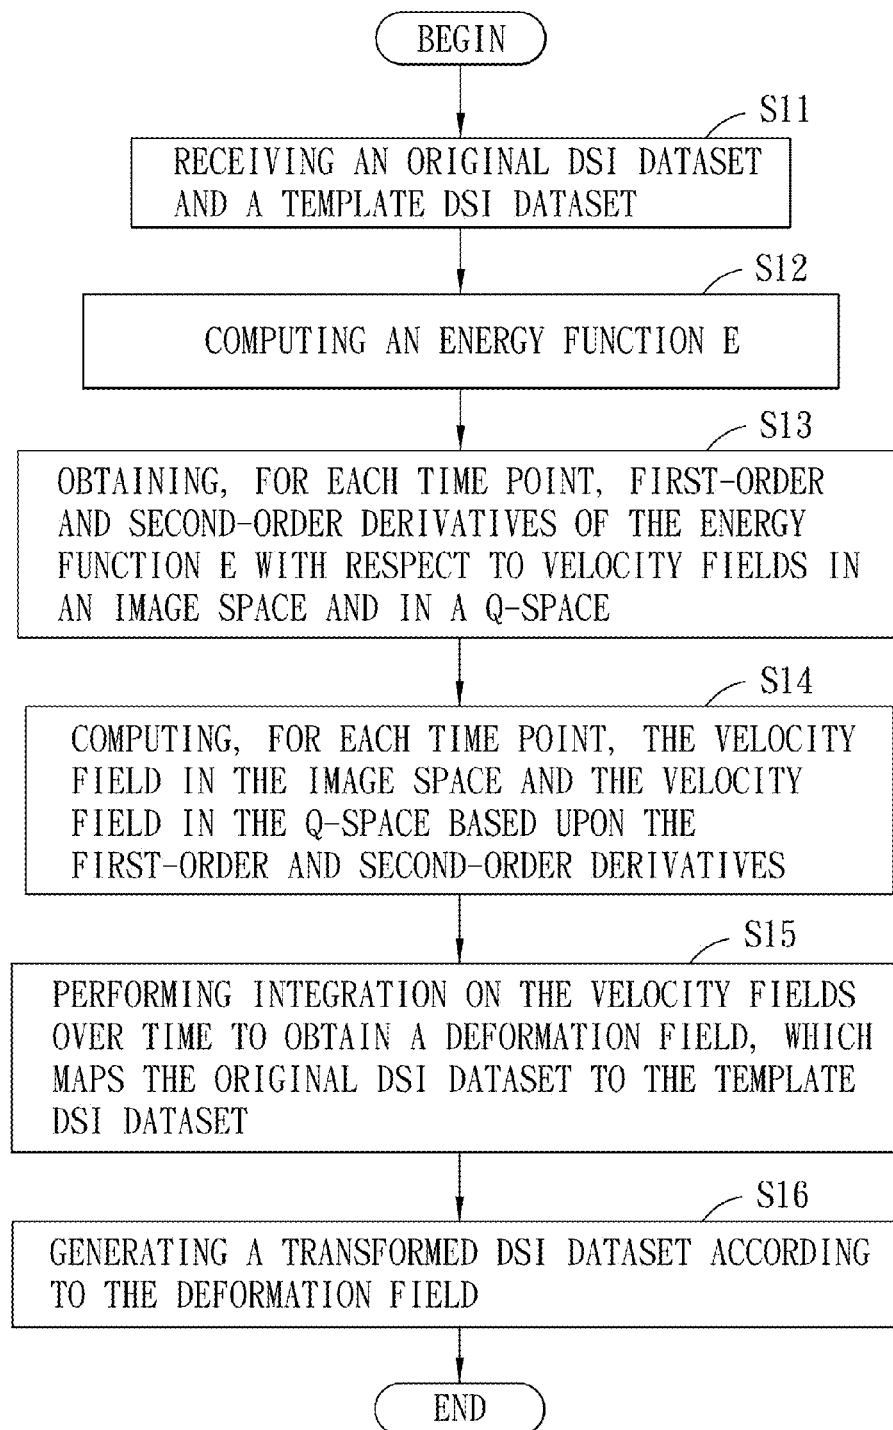 BEGIN
S11
RECEIVING AN ORIGINAL DSI DATASET
AND A TEMPLATE DSI DATASET
S12
COMPUTING AN ENERGY FUNCTION E
S13
OBTAINING, FOR EACH TIME POINT, FIRST-ORDER
AND SECOND-ORDER DERIVATIVES OF THE ENERGY
FUNCTION E WITH RESPECT TO VELOCITY FIELDS IN
AN IMAGE SPACE AND IN A Q-SPACE
S14
COMPUTING, FOR EACH TIME POINT, THE VELOCITY
FIELD IN THE IMAGE SPACE AND THE VELOCITY
FIELD IN THE Q-SPACE BASED UPON THE
FIRST-ORDER AND SECOND-ORDER DERIVATIVES
S15
PERFORMING INTEGRATION ON THE VELOCITY FIELDS
OVER TIME TO OBTAIN A DEFORMATION FIELD, WHICH
MAPS THE ORIGINAL DSI DATASET TO THE TEMPLATE
DSI DATASET
S16
GENERATING A TRANSFORMED DSI DATASET ACCORDING
TO THE DEFORMATION FIELD
END